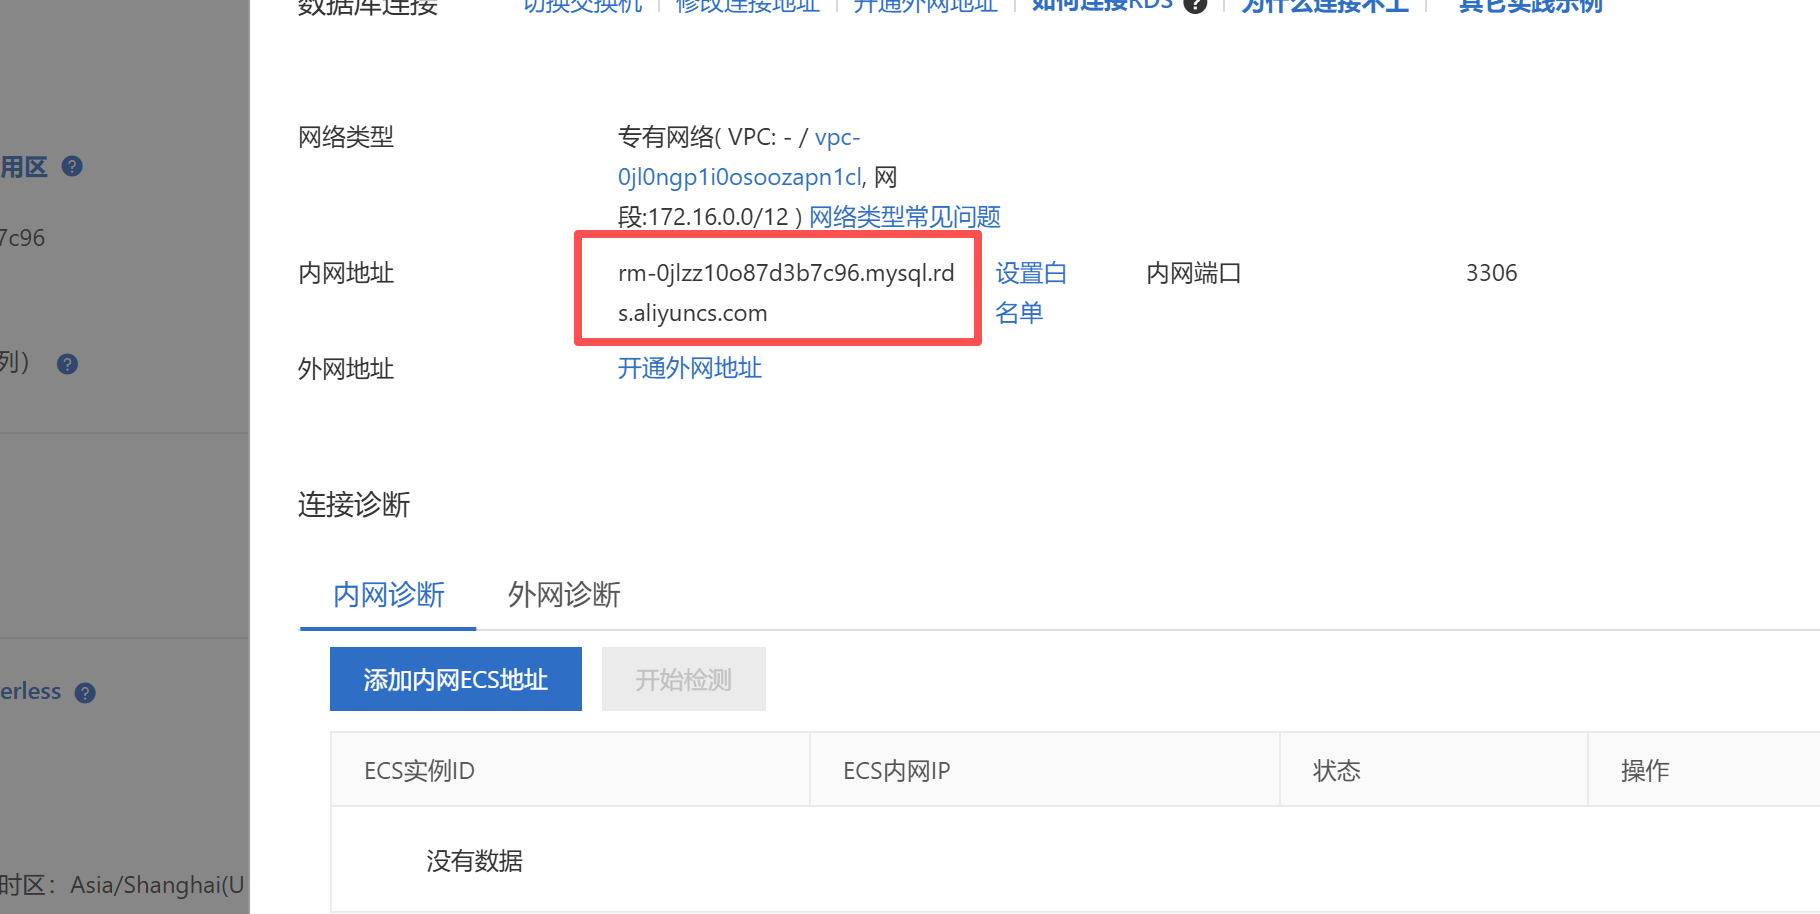 数据库连接
切换交换机
修改连接地址
开通外网地址
如何连接RDS
为什么连接不上
其它实践示例
用区
7c96
列）
erless
时区：Asia/Shanghai(U
网络类型
专有网络( VPC: - / vpc-
0jl0ngp1i0osoozapn1cl, 网
段:172.16.0.0/12 ) 网络类型常见问题
内网地址
rm-0jlzz10o87d3b7c96.mysql.rd
s.aliyuncs.com
设置白
名单
内网端口
3306
外网地址
开通外网地址
连接诊断
内网诊断
外网诊断
添加内网ECS地址
开始检测
ECS实例ID
ECS内网IP
状态
操作
没有数据